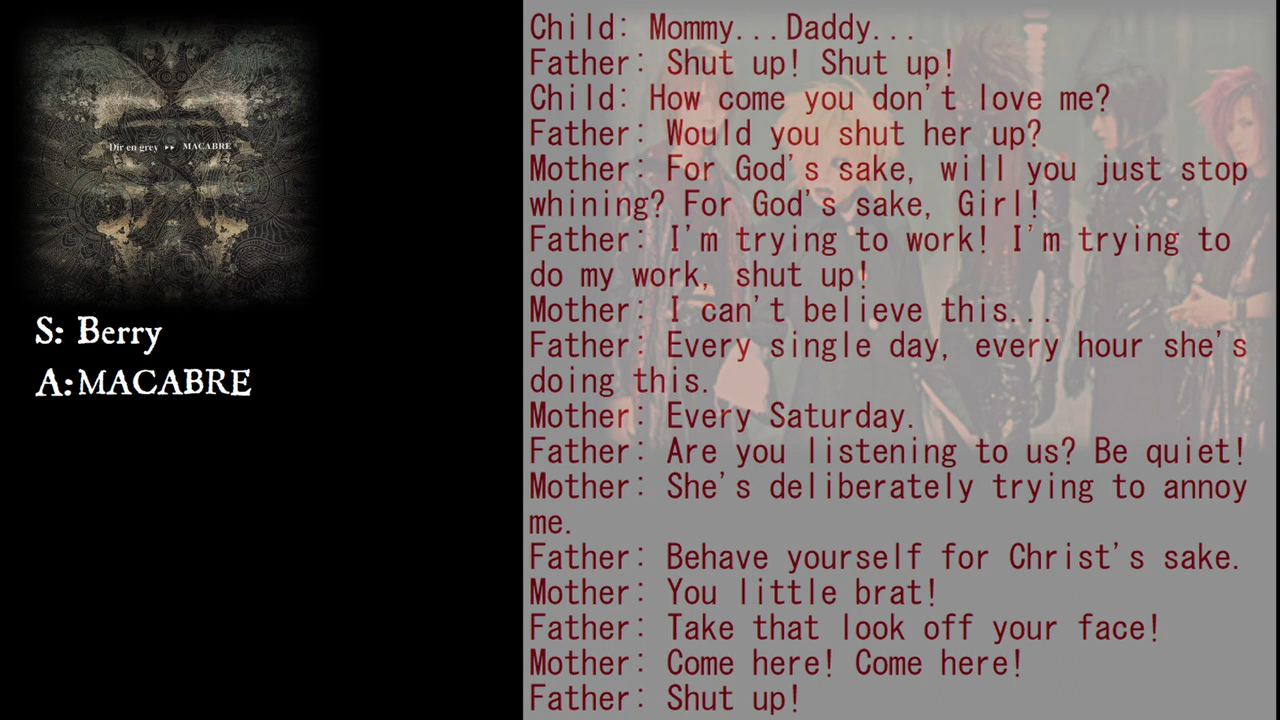 Dir en grey ▸▸ MACABRE
S: Berry
A: MACABRE
Child: Mommy...Daddy...
Father: Shut up! Shut up!
Child: How come you don't love me?
Father: Would you shut her up?
Mother: For God's sake, will you just stop
whining? For God's sake, Girl!
Father: I'm trying to work! I'm trying to
do my work, shut up!
Mother: I can't believe this...
Father: Every single day, every hour she's
doing this.
Mother: Every Saturday.
Father: Are you listening to us? Be quiet!
Mother: She's deliberately trying to annoy
me.
Father: Behave yourself for Christ's sake.
Mother: You little brat!
Father: Take that look off your face!
Mother: Come here! Come here!
Father: Shut up!